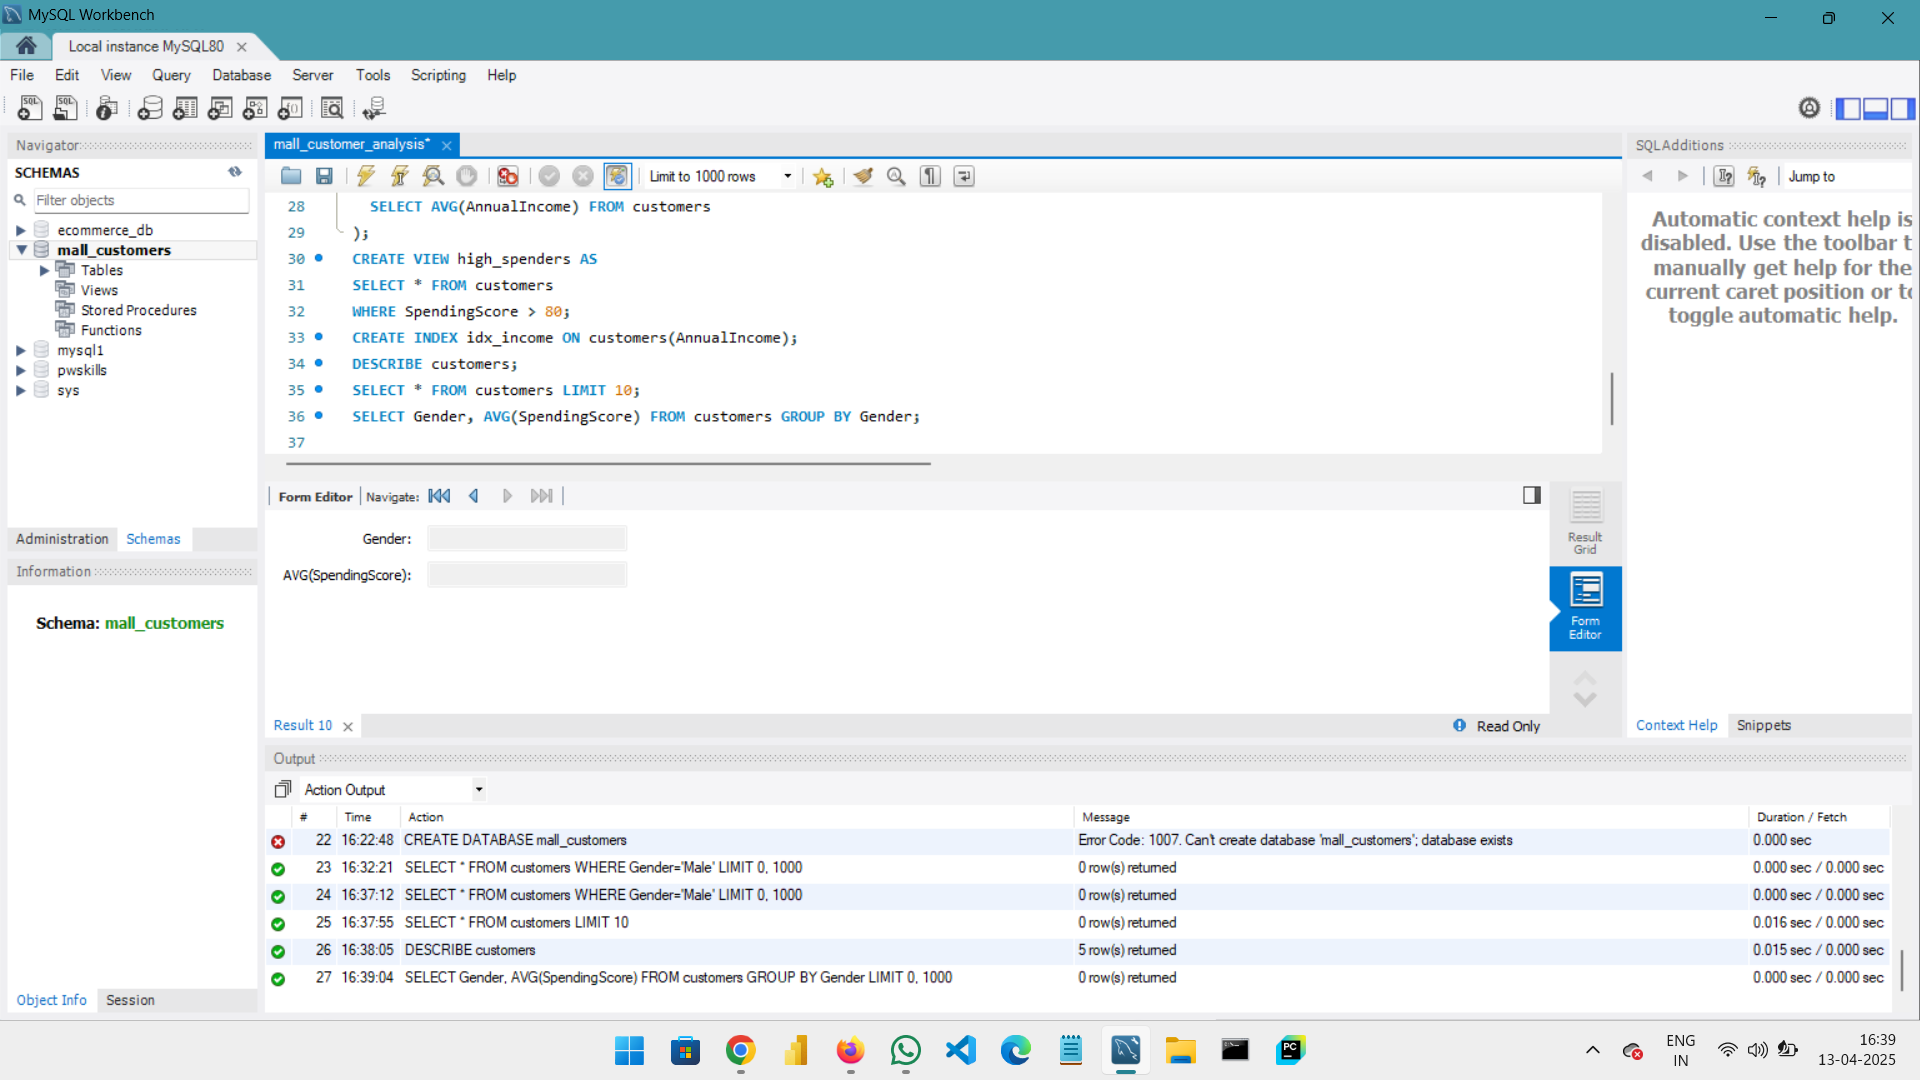 MySQL Workbench
Local instance MySQL80
File Edit View Query Database Server Tools Scripting Help
Navigator
SCHEMAS
Filter objects
ecommerce_db
mall_customers
Tables
Views
Stored Procedures
Functions
mysql1
pwskills
sys
Administration Schemas
Information
Schema: mall_customers
Object Info Session
mall_customer_analysis*
Limit to 1000 rows
28 SELECT AVG(AnnualIncome) FROM customers
29 );
30 CREATE VIEW high_spenders AS
31 SELECT * FROM customers
32 WHERE SpendingScore > 80;
33 CREATE INDEX idx_income ON customers(AnnualIncome);
34 DESCRIBE customers;
35 SELECT * FROM customers LIMIT 10;
36 SELECT Gender, AVG(SpendingScore) FROM customers GROUP BY Gender;
37
Form Editor Navigate:
Gender:
AVG(SpendingScore):
Result
Grid
Form
Editor
Result 10
Read Only
SQLAdditions
Jump to
Automatic context help is
disabled. Use the toolbar t
manually get help for the
current caret position or to
toggle automatic help.
Context Help Snippets
Output
Action Output
# Time Action Message Duration / Fetch
22 16:22:48 CREATE DATABASE mall_customers Error Code: 1007. Can't create database 'mall_customers'; database exists 0.000 sec
23 16:32:21 SELECT * FROM customers WHERE Gender='Male' LIMIT 0, 1000 0 row(s) returned 0.000 sec / 0.000 sec
24 16:37:12 SELECT * FROM customers WHERE Gender='Male' LIMIT 0, 1000 0 row(s) returned 0.000 sec / 0.000 sec
25 16:37:55 SELECT * FROM customers LIMIT 10 0 row(s) returned 0.016 sec / 0.000 sec
26 16:38:05 DESCRIBE customers 5 row(s) returned 0.015 sec / 0.000 sec
27 16:39:04 SELECT Gender, AVG(SpendingScore) FROM customers GROUP BY Gender LIMIT 0, 1000 0 row(s) returned 0.000 sec / 0.000 sec
PC
ENG
IN
16:39
13-04-2025